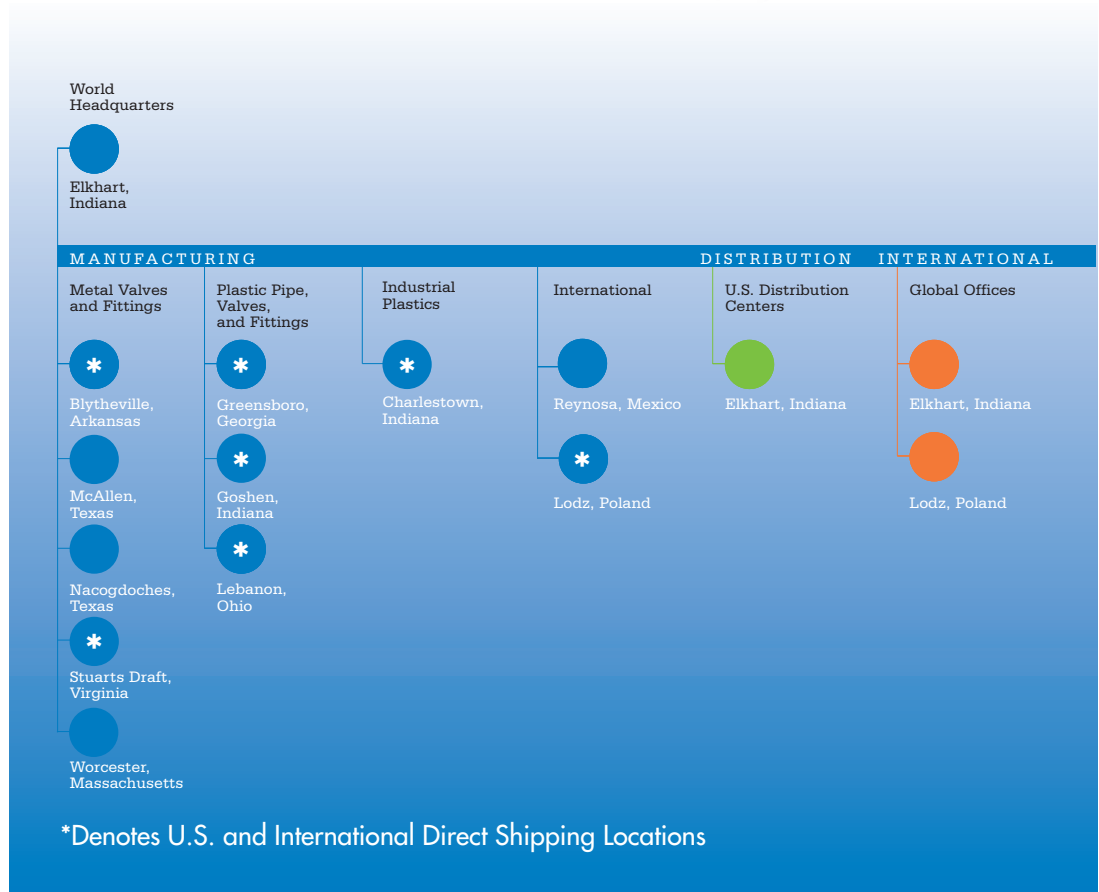 World
Headquarters
Elkhart,
Indiana
MANUFACTURING
DISTRIBUTION
INTERNATIONAL
Metal Valves
and Fittings
*
Blytheville,
Arkansas
McAllen,
Texas
Nacogdoches,
Texas
*
Stuarts Draft,
Virginia
Worcester,
Massachusetts
Plastic Pipe,
Valves,
and Fittings
*
Greensboro,
Georgia
*
Goshen,
Indiana
*
Lebanon,
Ohio
Industrial
Plastics
*
Charlestown,
Indiana
International
Reynosa, Mexico
*
Lodz, Poland
U.S. Distribution
Centers
Elkhart, Indiana
Global Offices
Elkhart, Indiana
Lodz, Poland
*Denotes U.S. and International Direct Shipping Locations